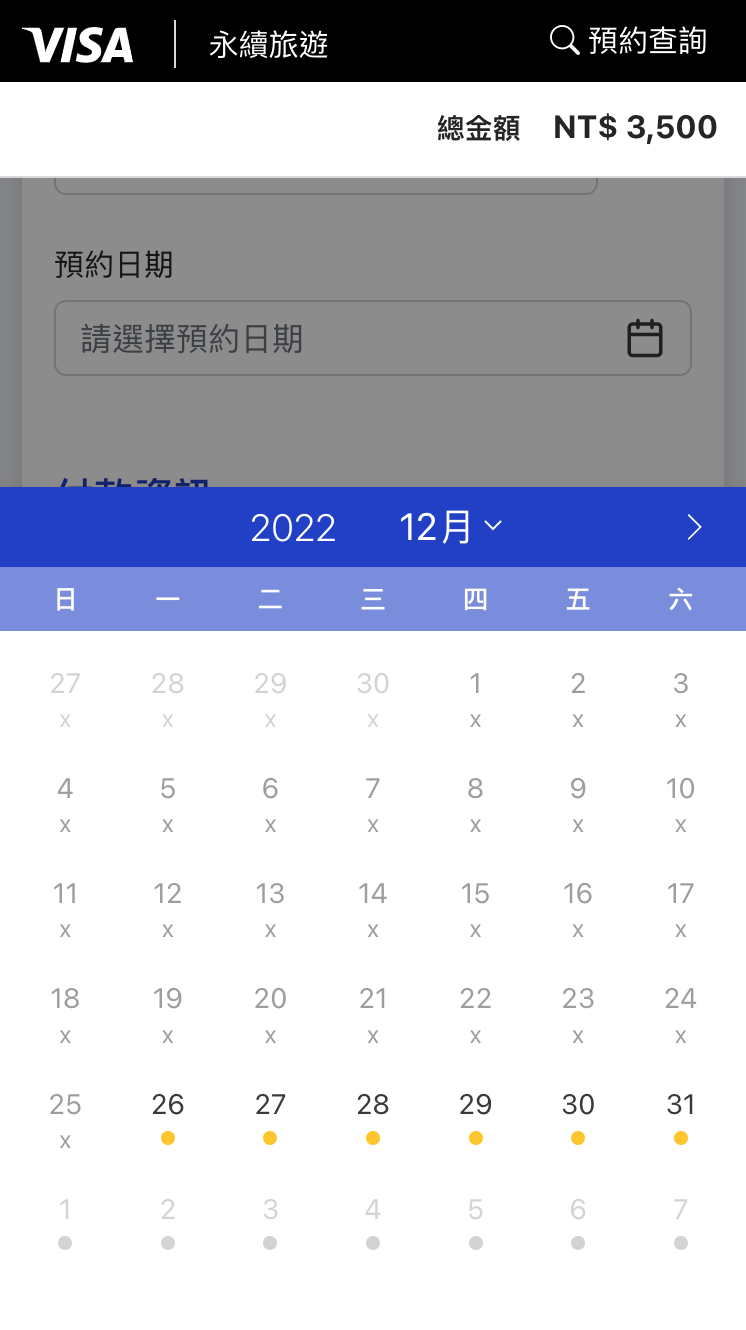 VISA 永續旅遊 預約查詢
總金額 NT$ 3,500
預約日期
請選擇預約日期
付款資訊
2022 12月
日 一 二 三 四 五 六
27 28 29 30 1 2 3
x x x x x x x
4 5 6 7 8 9 10
x x x x x x x
11 12 13 14 15 16 17
x x x x x x x
18 19 20 21 22 23 24
x x x x x x x
25 26 27 28 29 30 31
x
1 2 3 4 5 6 7